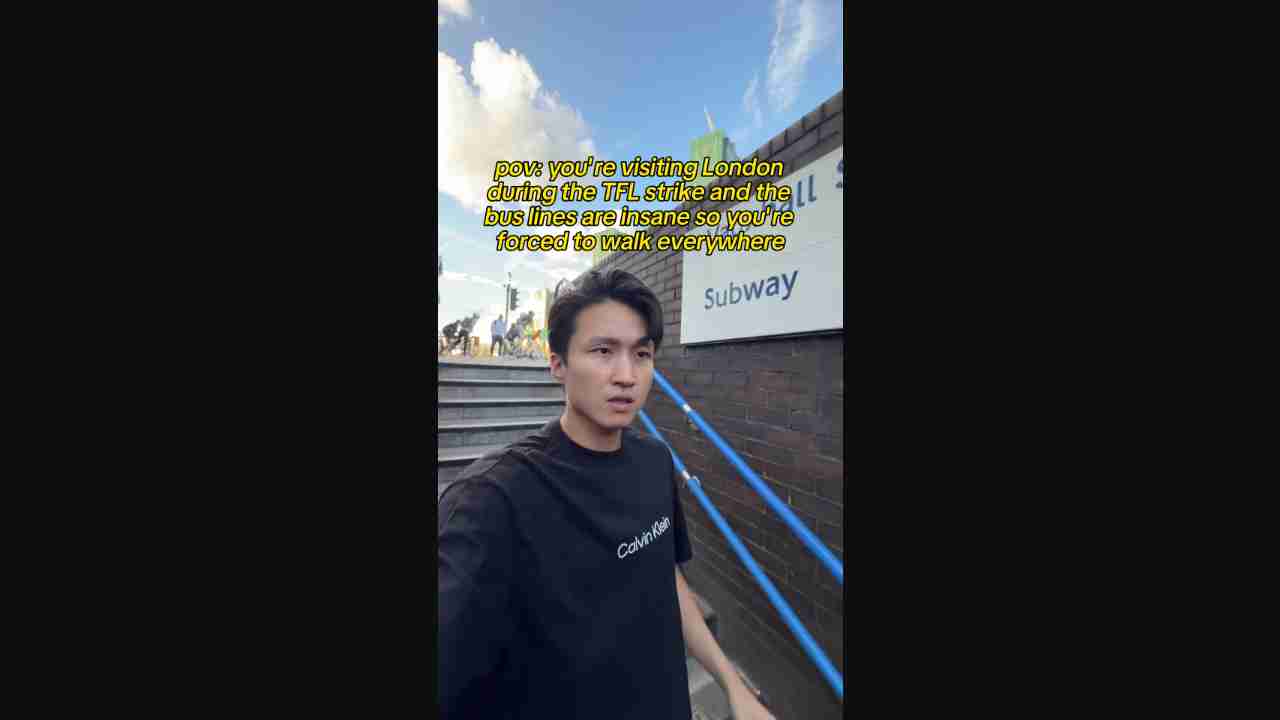 pov: you're visiting London
during the TFL strike and the
bus lines are insane so you're
forced to walk everywhere
Subway
Calvin Klein